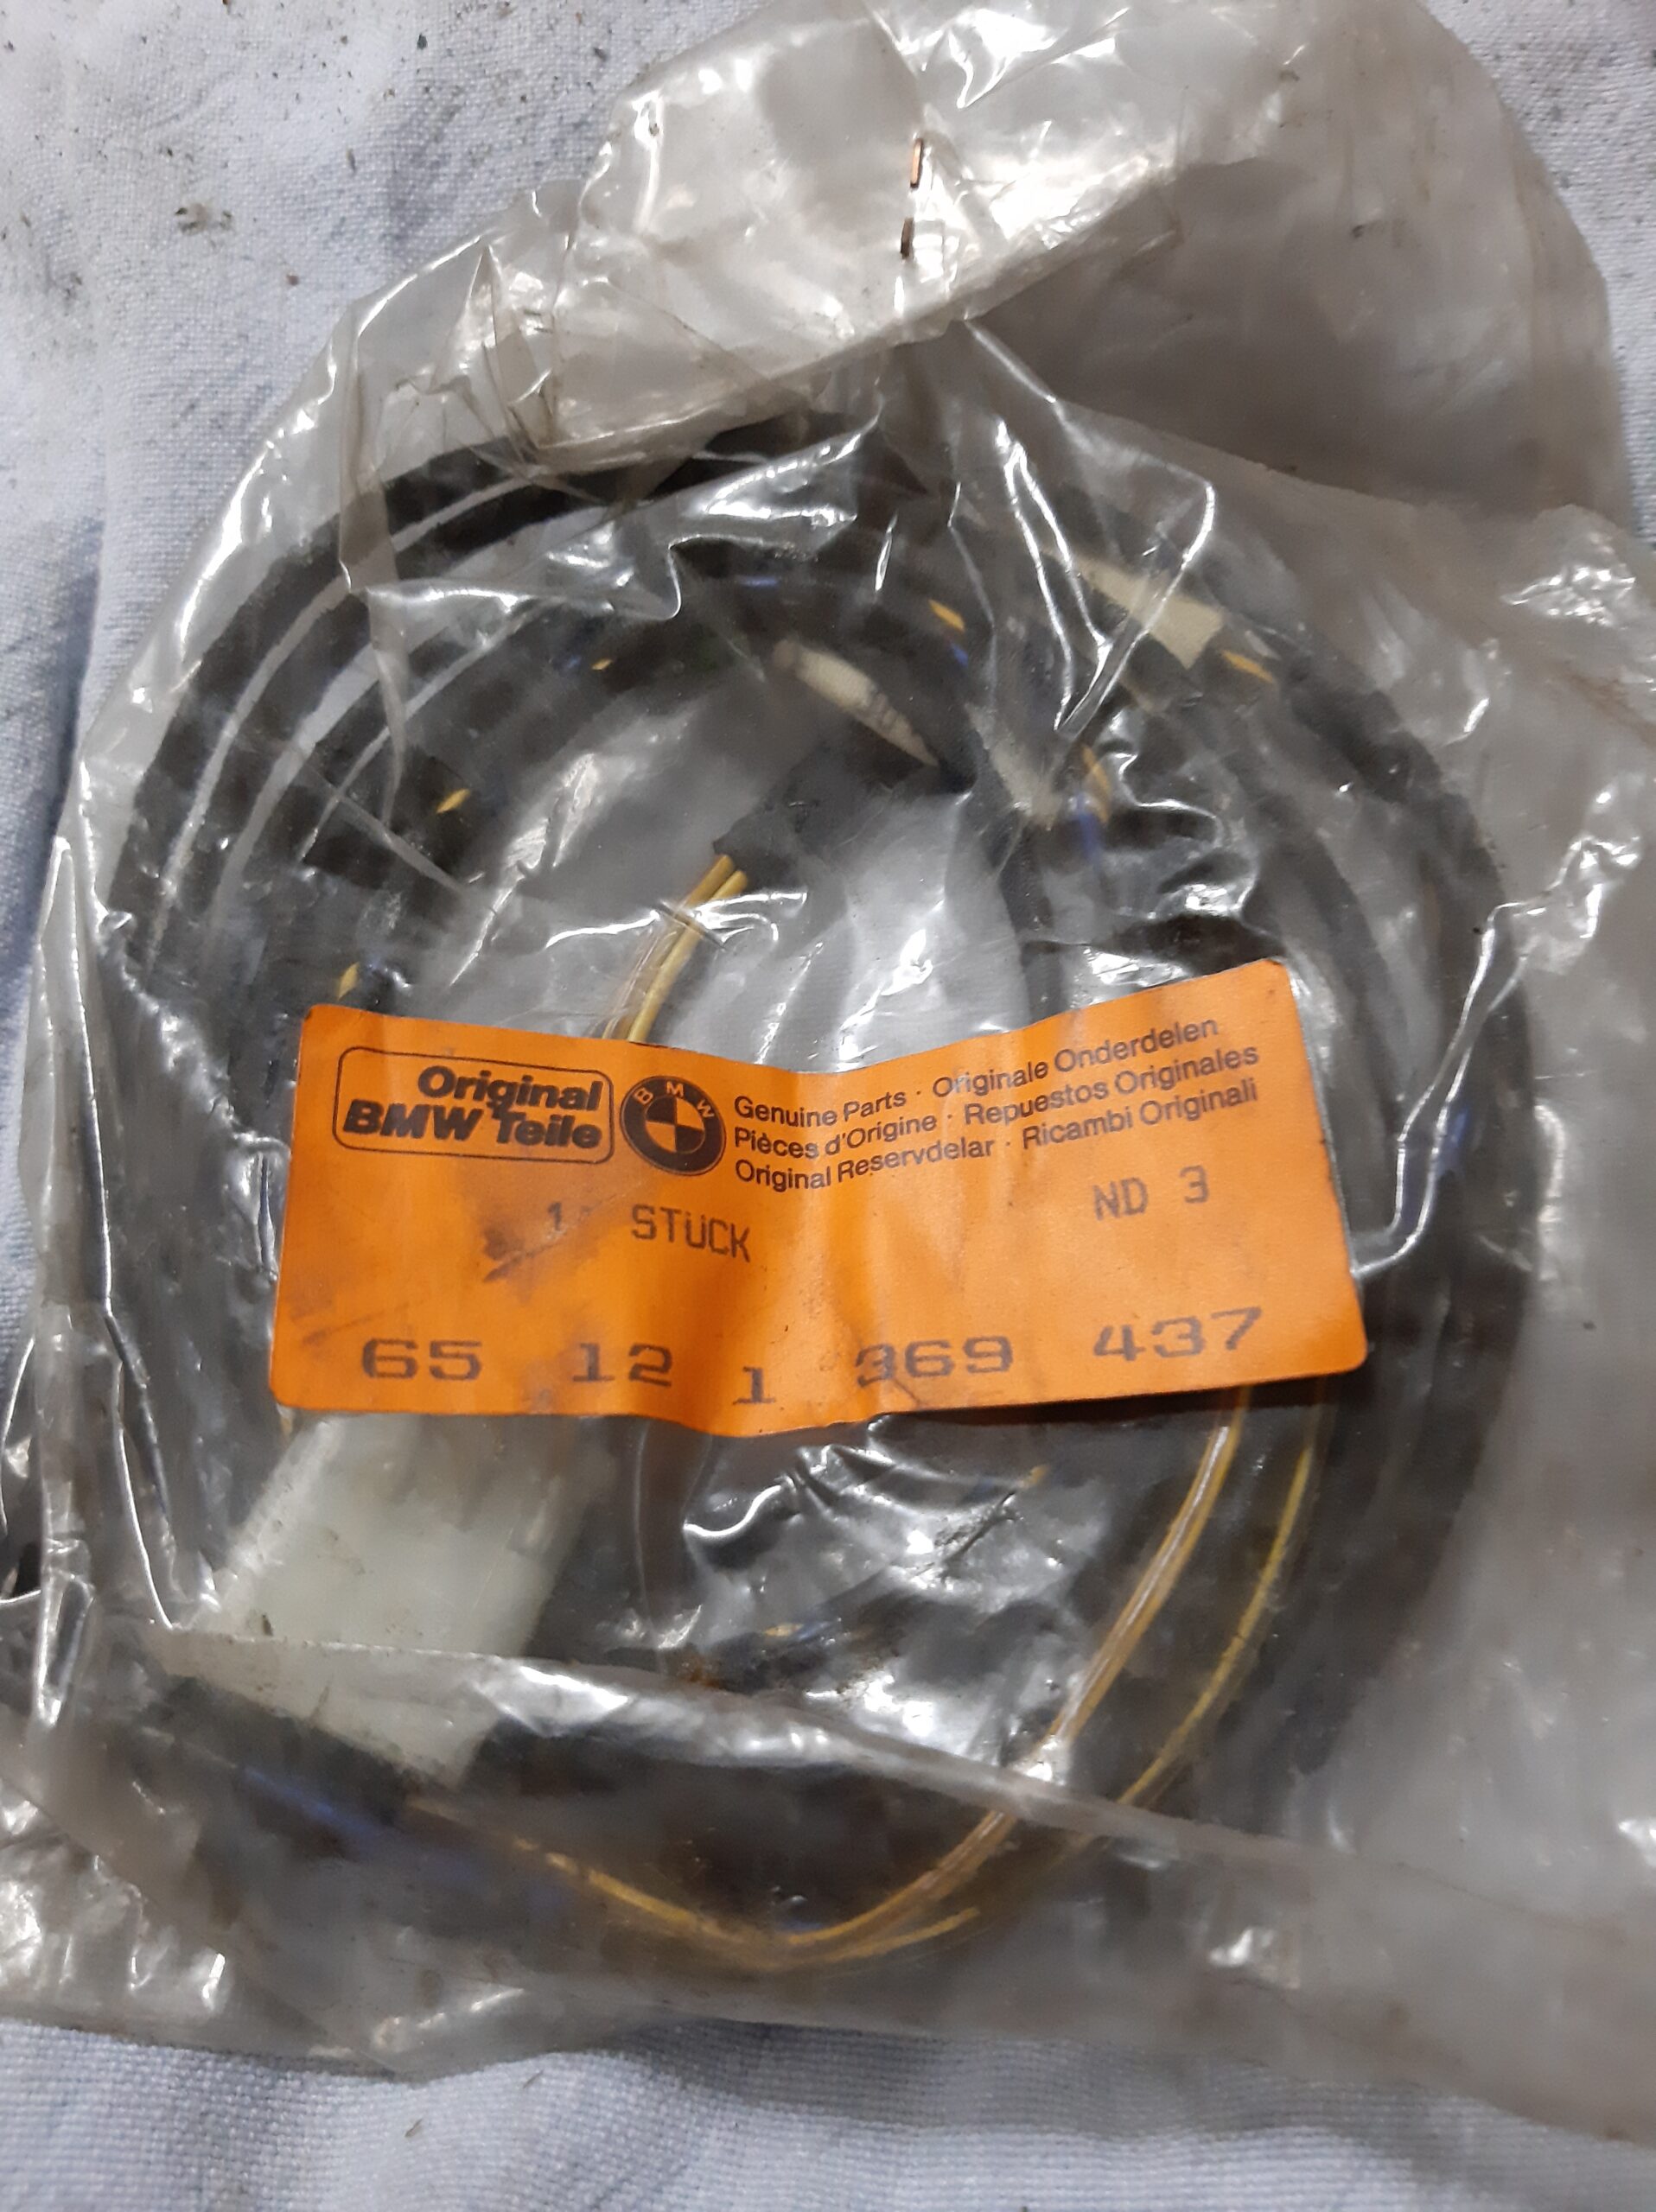 Original
BMW Teile
BMW
Genuine Parts · Originale Onderdelen
Pièces d'Origine · Repuestos Originales
Original Reservdelar · Ricambi Originali
1 STÜCK ND 3
65 12 1 369 437